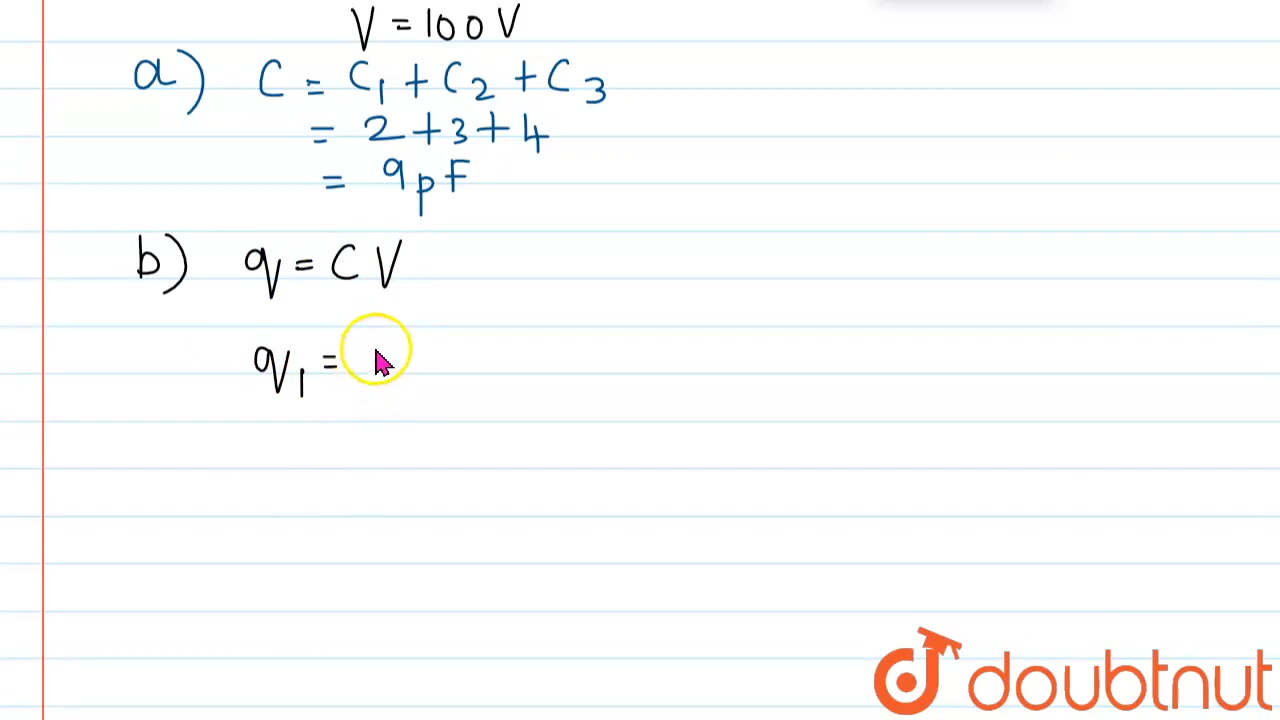 V = 100 V
a) C = C1 + C2 + C3
= 2 + 3 + 4
= 9 pF
b) q = C V
q1 =
doubtnut